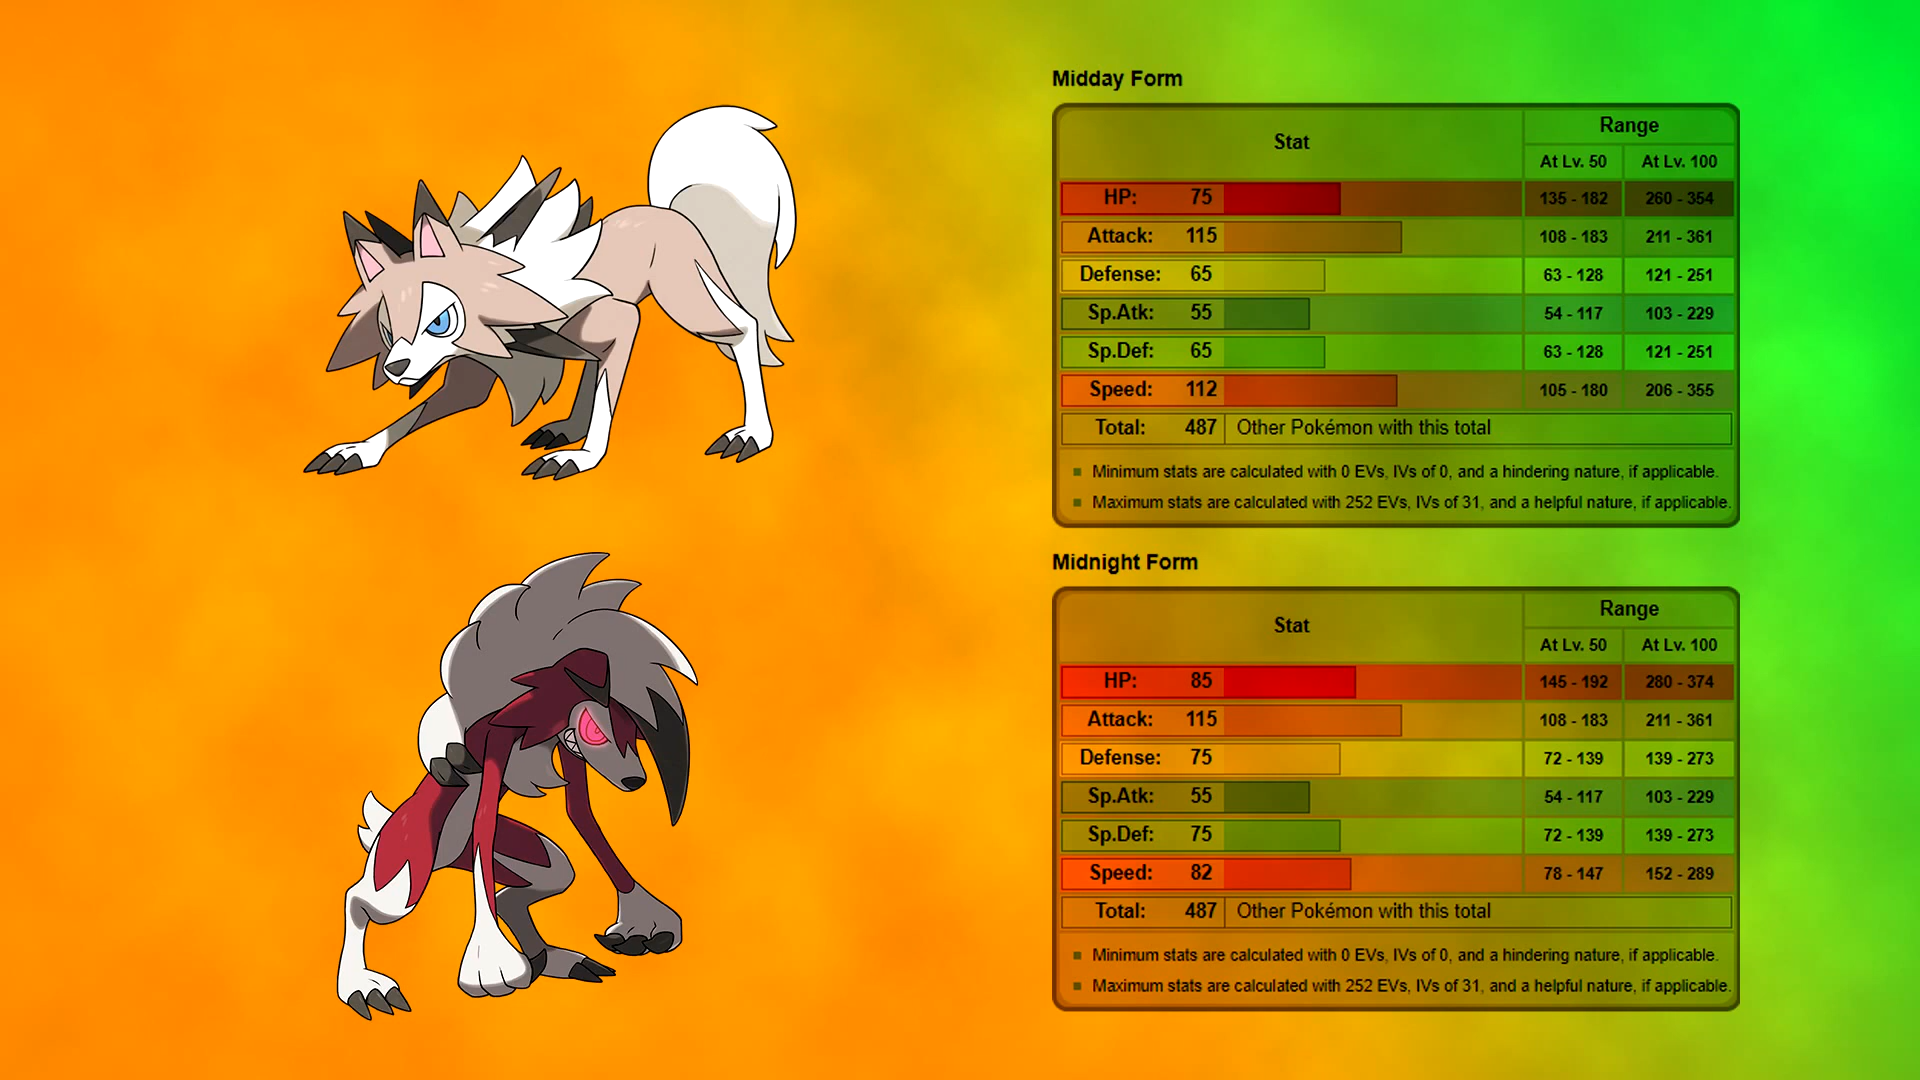 Midday Form
Stat Range
At Lv. 50 At Lv. 100
HP: 75 135 - 182 260 - 354
Attack: 115 108 - 183 211 - 361
Defense: 65 63 - 128 121 - 251
Sp.Atk: 55 54 - 117 103 - 229
Sp.Def: 65 63 - 128 121 - 251
Speed: 112 105 - 180 206 - 355
Total: 487 Other Pokémon with this total
Minimum stats are calculated with 0 EVs, IVs of 0, and a hindering nature, if applicable.
Maximum stats are calculated with 252 EVs, IVs of 31, and a helpful nature, if applicable.
Midnight Form
Stat Range
At Lv. 50 At Lv. 100
HP: 85 145 - 192 280 - 374
Attack: 115 108 - 183 211 - 361
Defense: 75 72 - 139 139 - 273
Sp.Atk: 55 54 - 117 103 - 229
Sp.Def: 75 72 - 139 139 - 273
Speed: 82 78 - 147 152 - 289
Total: 487 Other Pokémon with this total
Minimum stats are calculated with 0 EVs, IVs of 0, and a hindering nature, if applicable.
Maximum stats are calculated with 252 EVs, IVs of 31, and a helpful nature, if applicable.